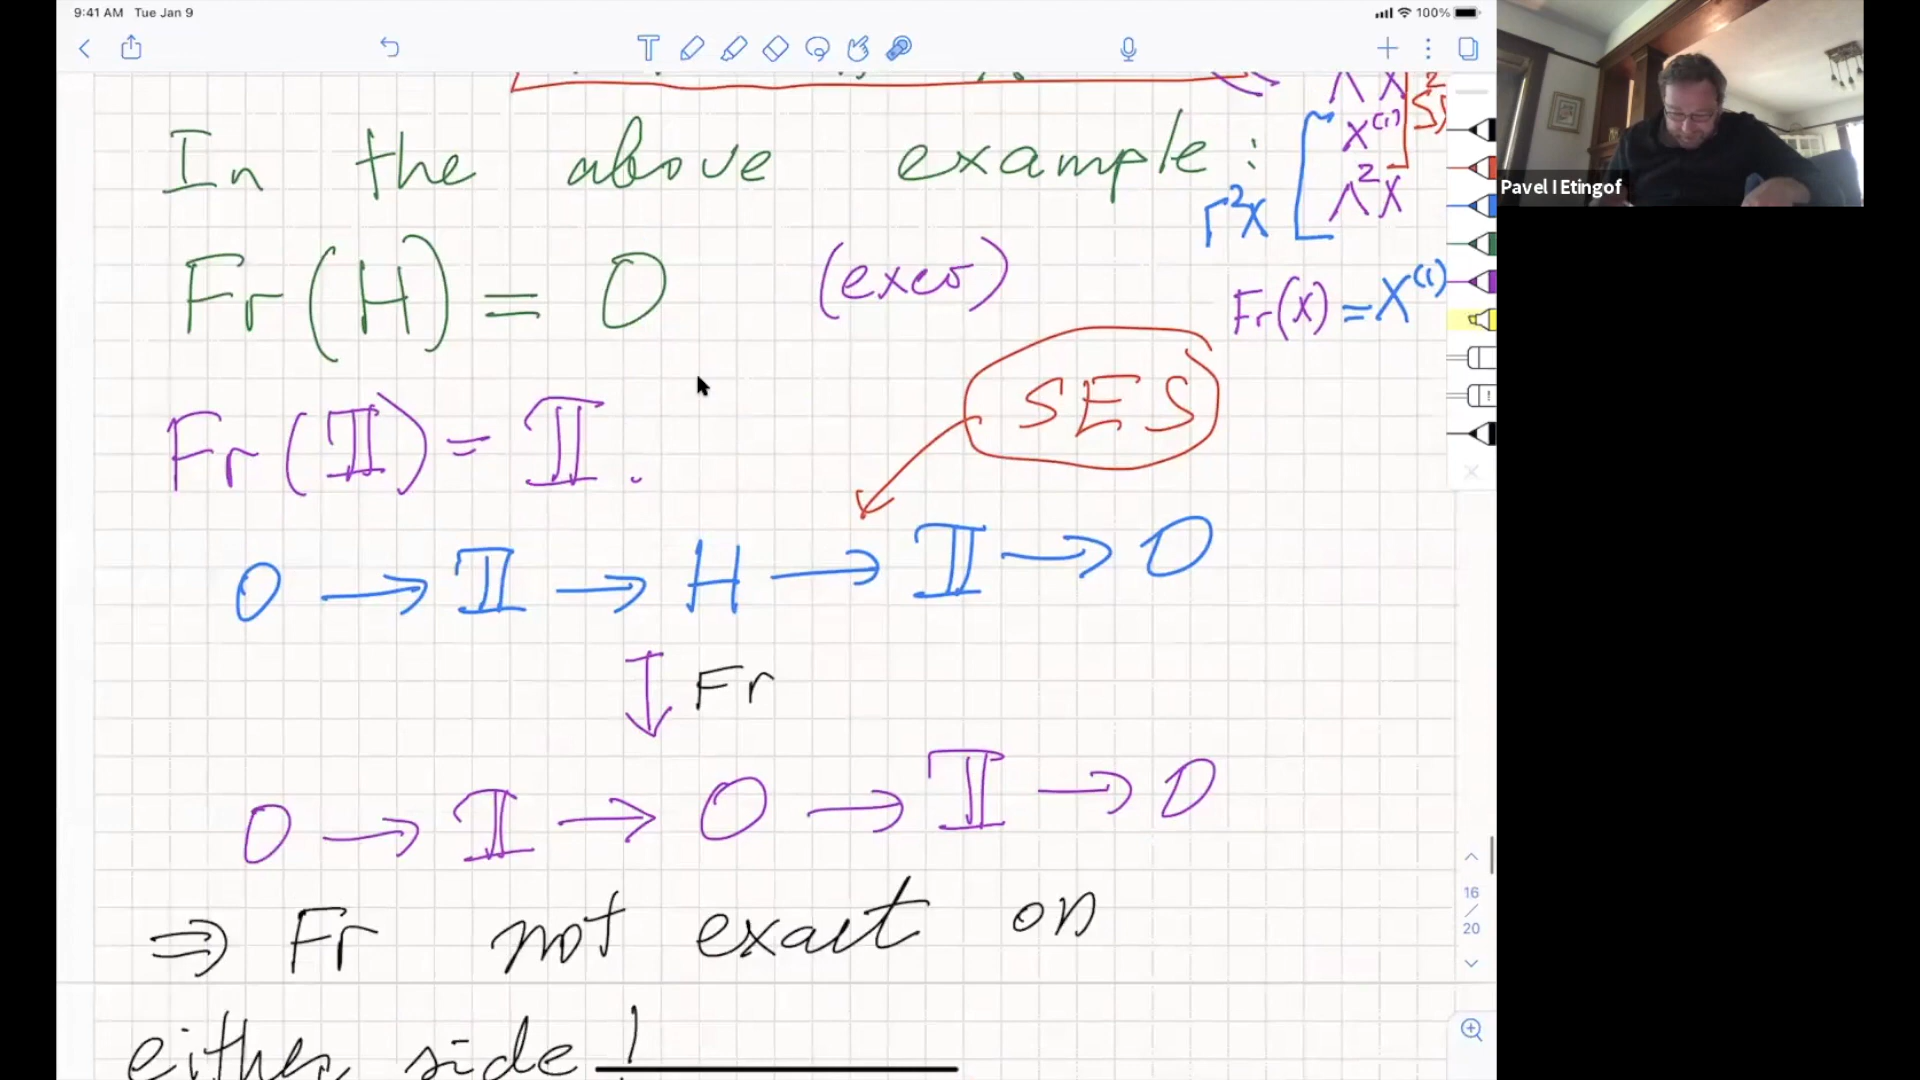 9:41 AM Tue Jan 9
100%
Pavel I Etingof
In the above example:
Λ X
X⁽¹⁾
Λ²X
Γ²X
Fr(H) = 0 (exer)
Fr(X) = X⁽¹⁾
Fr(𝟙) = 𝟙.
SES
0 → 𝟙 → H → 𝟙 → 0
↓ Fr
0 → 𝟙 → 0 → 𝟙 → 0
⇒ Fr not exact on
either side!
16
/
20